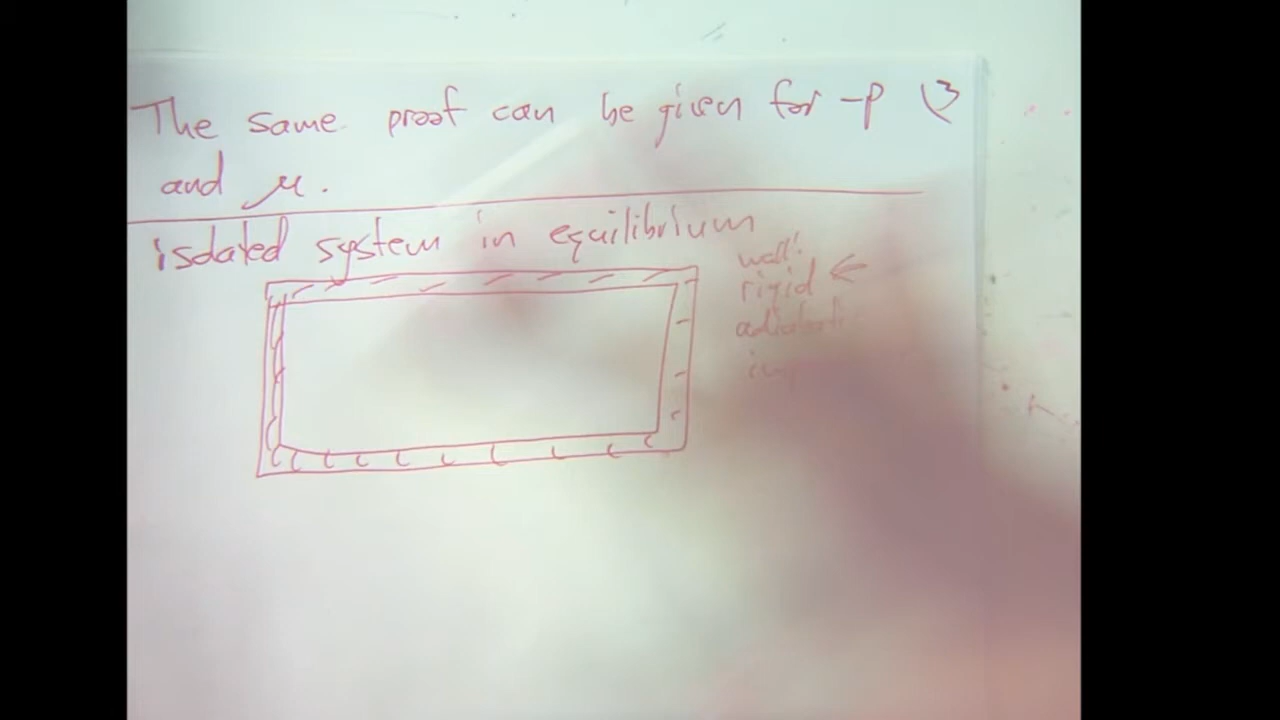 The same proof can be given for -P
and μ.
isolated system in equilibrium
wall:
rigid ←